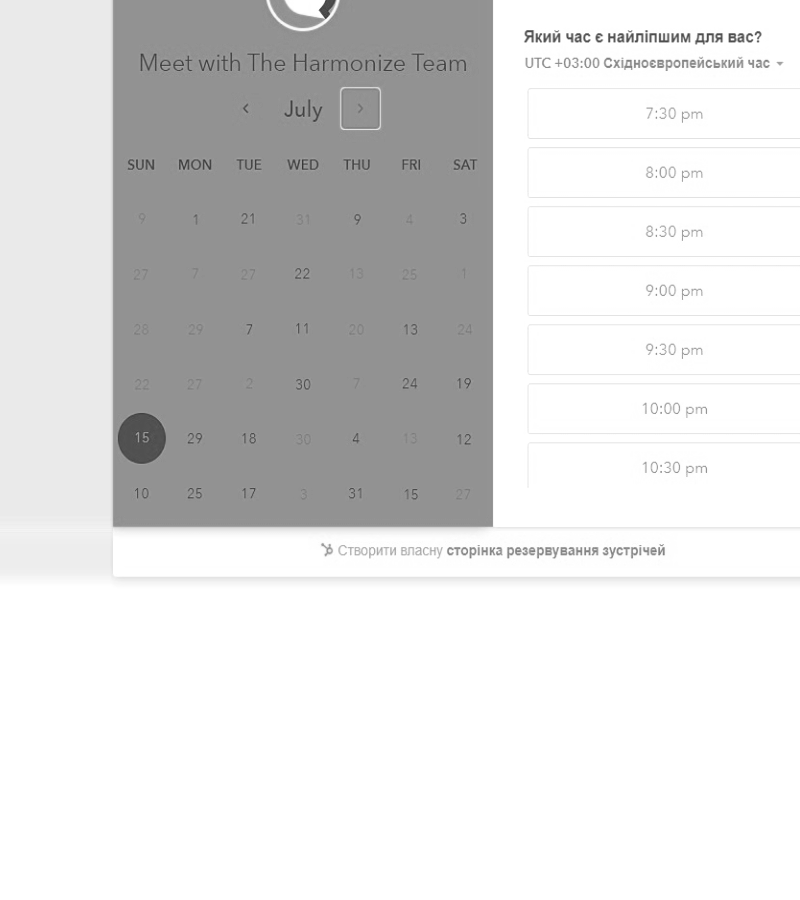 Meet with The Harmonize Team
July
SUN MON TUE WED THU FRI SAT
9 1 21 31 9 4 3
27 7 27 22 13 25 1
28 29 7 11 20 13 24
22 27 2 30 7 24 19
15 29 18 30 4 13 12
10 25 17 3 31 15 27
Який час є найліпшим для вас?
UTC +03:00 Східноєвропейський час
7:30 pm
8:00 pm
8:30 pm
9:00 pm
9:30 pm
10:00 pm
10:30 pm
Створити власну сторінка резервування зустрічей